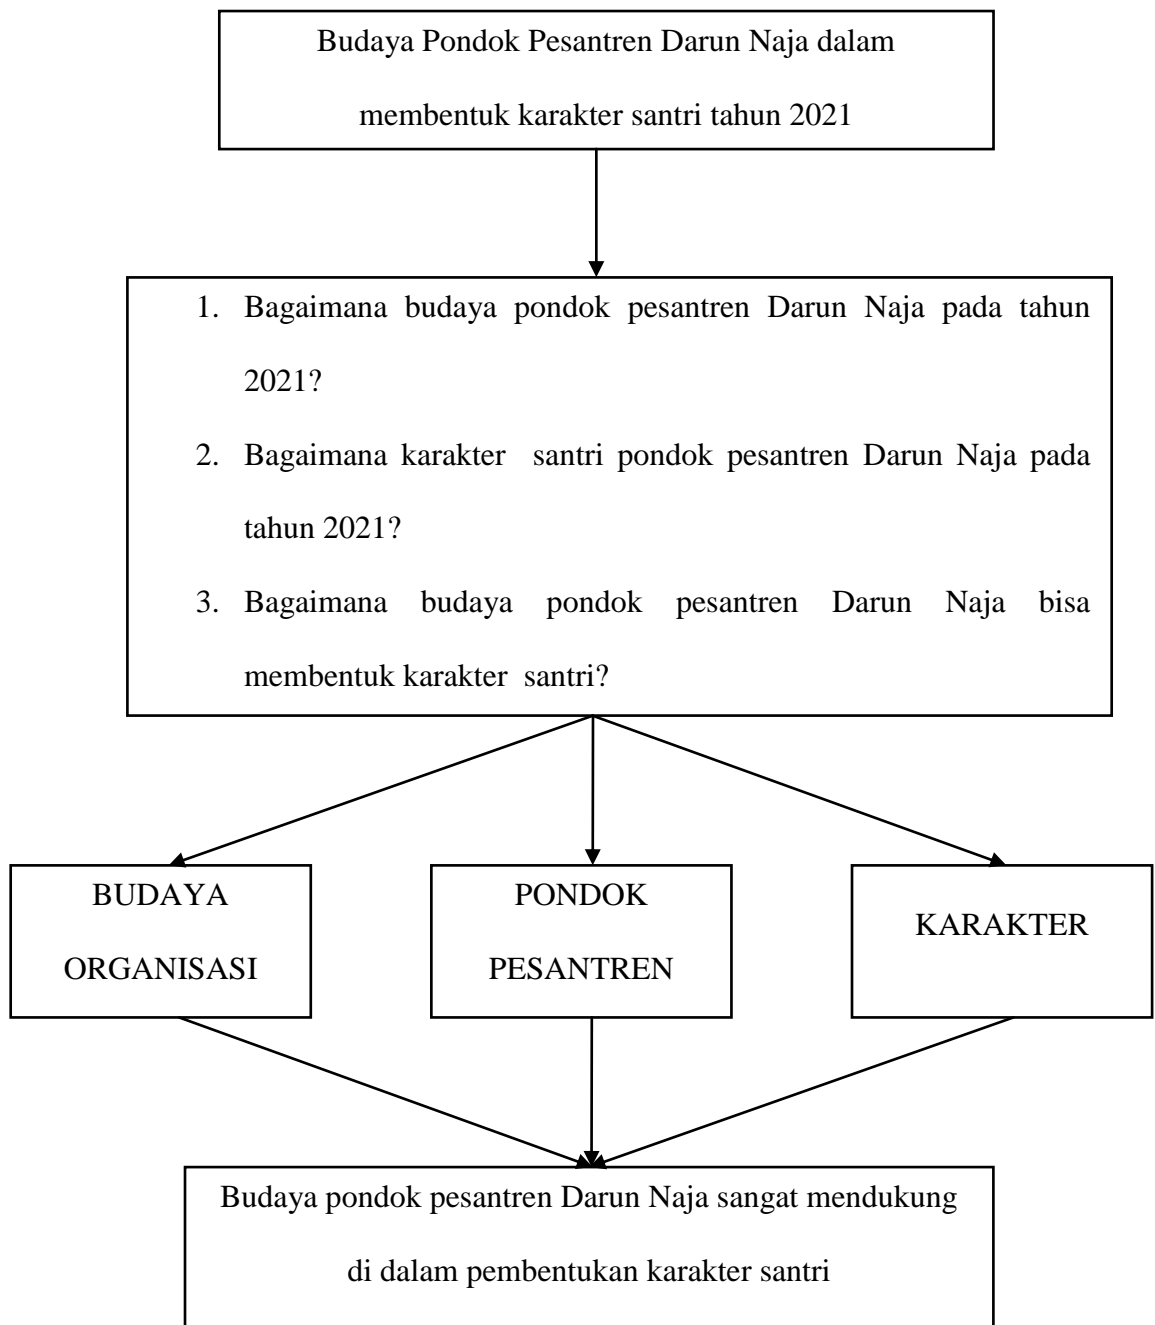 Budaya Pondok Pesantren Darun Naja dalam
membentuk karakter santri tahun 2021
1. Bagaimana budaya pondok pesantren Darun Naja pada tahun
2021?
2. Bagaimana karakter santri pondok pesantren Darun Naja pada
tahun 2021?
3. Bagaimana budaya pondok pesantren Darun Naja bisa
membentuk karakter santri?
BUDAYA
ORGANISASI
PONDOK
PESANTREN
KARAKTER
Budaya pondok pesantren Darun Naja sangat mendukung
di dalam pembentukan karakter santri